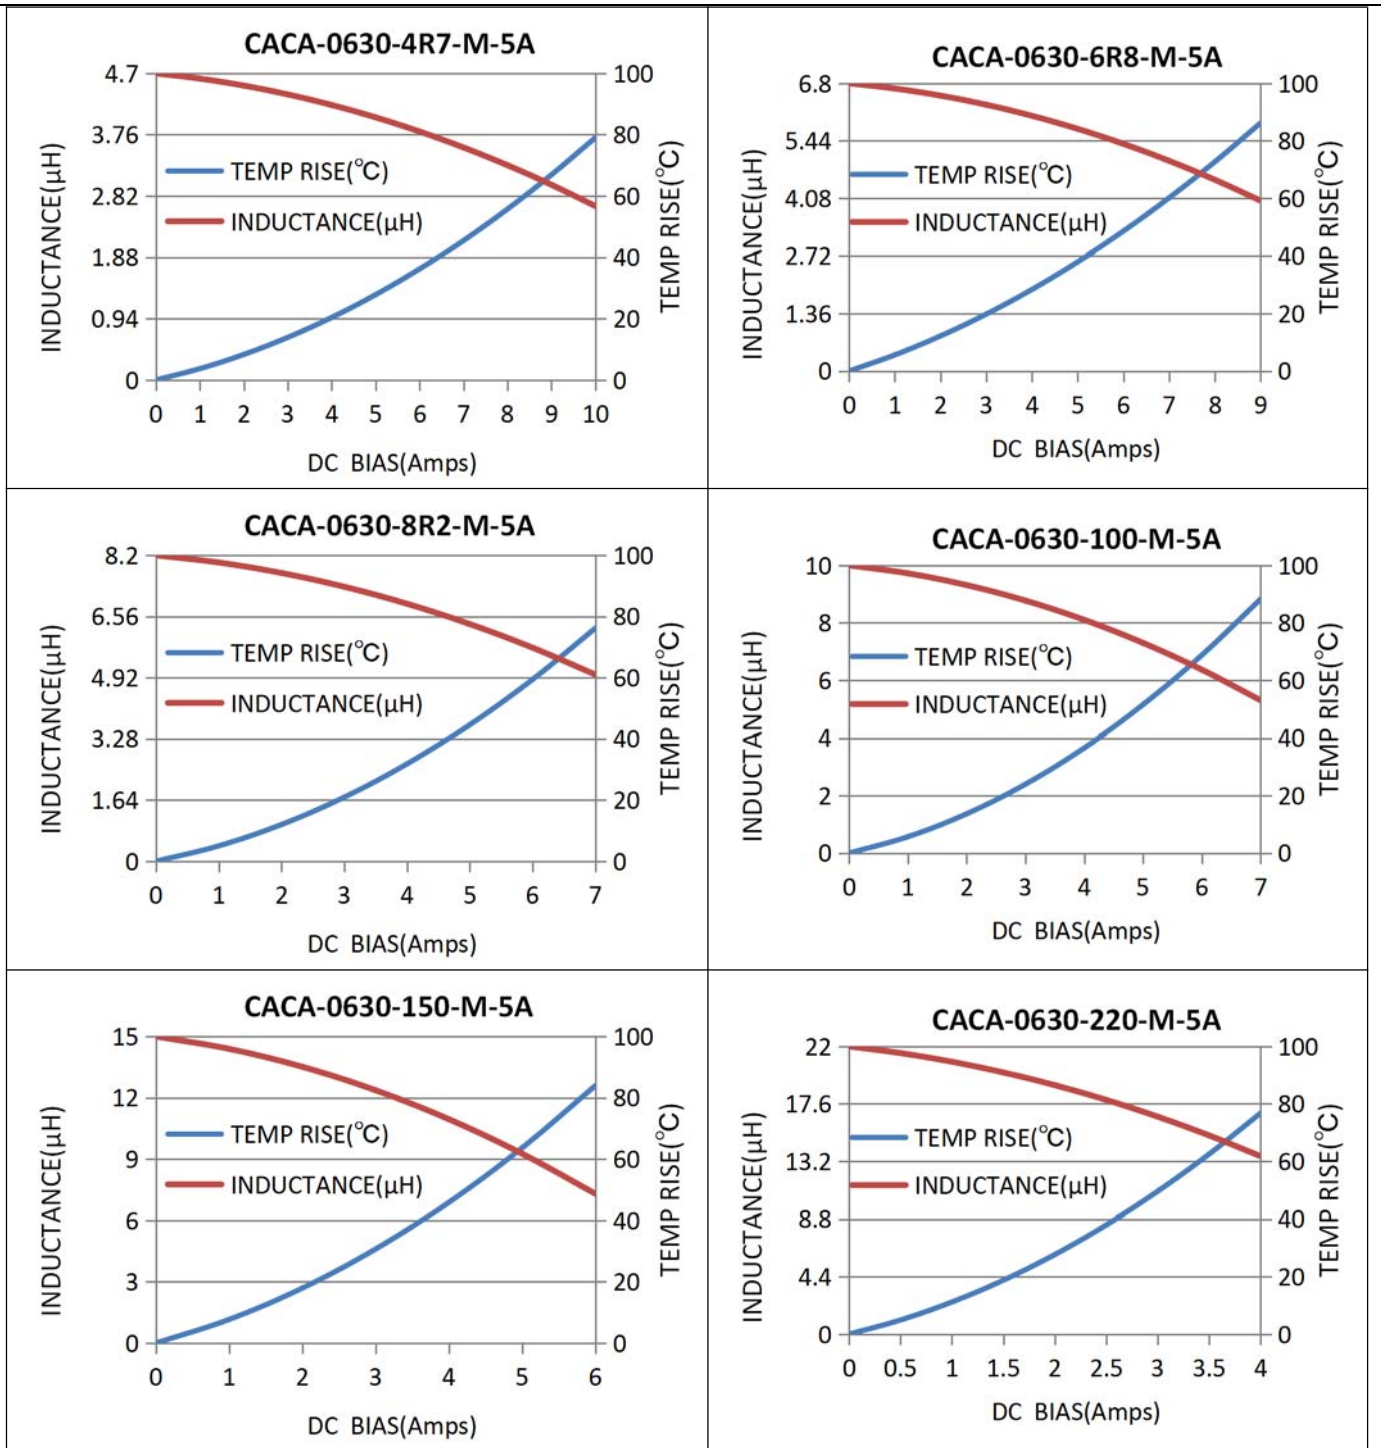 CACA-0630-4R7-M-5A
4.7
3.76
2.82
1.88
0.94
0
100
80
60
40
20
0
INDUCTANCE(µH)
TEMP RISE(℃)
TEMP RISE(℃)
INDUCTANCE(µH)
0 1 2 3 4 5 6 7 8 9 10
DC BIAS(Amps)
CACA-0630-6R8-M-5A
6.8
5.44
4.08
2.72
1.36
0
100
80
60
40
20
0
INDUCTANCE(µH)
TEMP RISE(℃)
TEMP RISE(℃)
INDUCTANCE(µH)
0 1 2 3 4 5 6 7 8 9
DC BIAS(Amps)
CACA-0630-8R2-M-5A
8.2
6.56
4.92
3.28
1.64
0
100
80
60
40
20
0
INDUCTANCE(µH)
TEMP RISE(℃)
TEMP RISE(℃)
INDUCTANCE(µH)
0 1 2 3 4 5 6 7
DC BIAS(Amps)
CACA-0630-100-M-5A
10
8
6
4
2
0
100
80
60
40
20
0
INDUCTANCE(µH)
TEMP RISE(℃)
TEMP RISE(℃)
INDUCTANCE(µH)
0 1 2 3 4 5 6 7
DC BIAS(Amps)
CACA-0630-150-M-5A
15
12
9
6
3
0
100
80
60
40
20
0
INDUCTANCE(µH)
TEMP RISE(℃)
TEMP RISE(℃)
INDUCTANCE(µH)
0 1 2 3 4 5 6
DC BIAS(Amps)
CACA-0630-220-M-5A
22
17.6
13.2
8.8
4.4
0
100
80
60
40
20
0
INDUCTANCE(µH)
TEMP RISE(℃)
TEMP RISE(℃)
INDUCTANCE(µH)
0 0.5 1 1.5 2 2.5 3 3.5 4
DC BIAS(Amps)